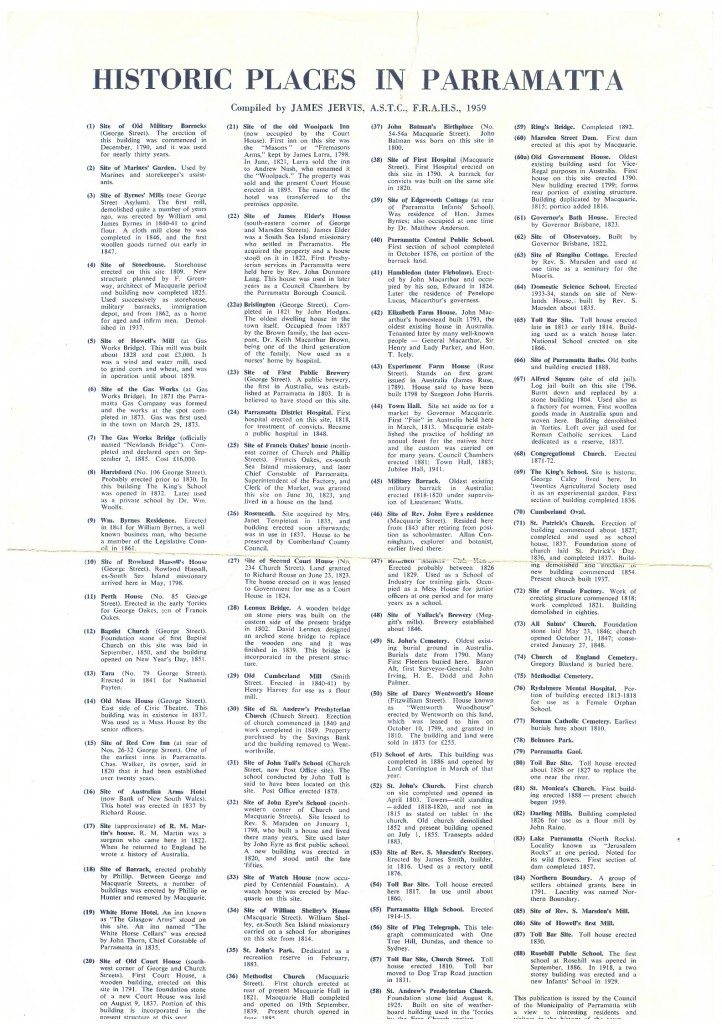 HISTORIC PLACES IN PARRAMATTA
Compiled by JAMES JERVIS, A.S.T.C., F.R.A.H.S., 1959
(1) Site of Old Military Barracks
(George Street). The erection of
this building was commenced in
December, 1790, and it was used
for nearly thirty years.
(2) Site of Marines' Garden. Used by
Marines and storekeeper's assist-
ants.
(3) Site of Byrnes' Mills (near George
Street Asylum). The first mill,
demolished quite a number of years
ago, was erected by William and
James Byrnes in 1840-41 to grind
flour. A cloth mill close by was
completed in 1846, and the first
woollen goods turned out early in
1847.
(4) Site of Storehouse. Storehouse
erected on this site 1809. New
structure planned by F. Green-
way, architect of Macquarie period
and building now completed 1825.
Used successively as storehouse,
military barracks, immigration
depot, and from 1862, as a home
for aged and infirm men. Demol-
ished in 1937.
(5) Site of Howell's Mill (at Gas
Works Bridge). This mill was built
about 1828 and cost £3,000. It
was a wind and water mill, used
to grind corn and wheat, and was
in operation until about 1859.
(6) Site of the Gas Works (at Gas
Works Bridge). In 1871 the Parra-
matta Gas Company was formed
and the works at the spot com-
pleted in 1873. Gas was first used
in the town on March 29, 1873.
(7) The Gas Works Bridge (officially
named "Newlands Bridge"). Com-
pleted and declared open on Sep-
tember 2, 1885. Cost £16,000.
(8) Harrisford (No. 106 George Street).
Probably erected prior to 1830. In
this building The King's School
was opened in 1832. Later used
as a private school by Dr. Wm.
Woolls.
(9) Wm. Byrnes Residence. Erected
in 1841 for William Byrnes, a well-
known business man, who became
a member of the Legislative Coun-
cil in 1861.
(10) Site of Rowland Hassall's House
(George Street). Rowland Hassall,
ex-South Sea Island missionary
arrived here in May, 1798.
(11) Perth House (No. 85 George
Street). Erected in the early 'forties
for George Oakes, son of Francis
Oakes.
(12) Baptist Church (George Street).
Foundation stone of first Baptist
Church on this site was laid in
September, 1850, and the building
opened on New Year's Day, 1851.
(13) Tara (No. 79 George Street).
Erected in 1841 for Nathaniel
Payten.
(14) Old Moss House (George Street).
East side of Civic Theatre. This
building was in existence in 1837.
Was used as a Mess House by the
senior officers.
(15) Site of Red Cow Inn (at rear of
Nos. 26-32 George Street). One of
the earliest inns in Parramatta.
Chas. Walker, its owner, said in
1820 that it had been established
over twenty years.
(16) Site of Australian Arms Hotel
(now Bank of New South Wales).
This hotel was erected in 1837 by
Richard Rouse.
(17) Site (approximate) of R. M. Mar-
tin's house. R. M. Martin was a
surgeon who came here in 1822.
When he returned to England he
wrote a history of Australia.
(18) Site of Barrack, erected probably
by Phillip. Between George and
Macquarie Streets, a number of
buildings was erected by Phillip or
Hunter and removed by Macquarie.
(19) White Horse Hotel. An inn known
as "The Glasgow Arms" stood on
this site. An inn named "The
White Horse Cellars" was erected
by John Thorn, Chief Constable of
Parramatta in 1835.
(20) Site of Old Court House (south-
west corner of George and Church
Streets). First Court House, a
wooden building, erected on this
site in 1791. The foundation stone
of a new Court House was laid
on August 9, 1837. Portion of this
building is incorporated in the
present structure at this spot.
(21) Site of the old Woolpack Inn
(now occupied by the Court
House). First inn on this site was
the "Masons" or "Freemasons
Arms," kept by James Larra, 1798.
In June, 1821, Larra sold the inn
to Andrew Nash, who renamed it
the "Woolpack." The property was
sold and the present Court House
erected in 1895. The name of the
hotel was transferred to the
premises opposite.
(22) Site of James Elder's House
(south-eastern corner of George
and Marsden Streets). James Elder
was a South Sea Island missionary
who settled in Parramatta. He
acquired the property and a house
stood on it in 1822. First Presby-
terian services in Parramatta were
held here by Rev. John Dunmore
Lang. This house was used in later
years as a Council Chambers by
the Parramatta Borough Council.
(22a) Brislington (George Street). Com-
pleted in 1821 by John Hodges.
The oldest dwelling house in the
town itself. Occupied from 1857
by the Brown family, the last occu-
pant, Dr. Keith Macarthur Brown,
being one of the third generation
of the family. Now used as a
nurses' home by hospital.
(23) Site of First Public Brewery
(George Street). A public brewery,
the first in Australia, was estab-
lished at Parramatta in 1803. It is
believed to have stood on this site.
(24) Parramatta District Hospital. First
hospital erected on this site, 1818,
for treatment of convicts. Became
a public hospital in 1848.
(25) Site of Francis Oakes' house (north-
east corner of Church and Phillip
Streets). Francis Oakes, ex-south
Sea Island missionary, and later
Chief Constable of Parramatta,
Superintendent of the Factory, and
Clerk of the Market, was granted
this site on June 30, 1823, and
lived in a house on the land.
(26) Roseneath. Site acquired by Mrs.
Janet Templeton in 1835, and
building erected soon afterwards;
was in use in 1837. House to be
preserved by Cumberland County
Council.
(27) Site of Second Court House (No.
234 Church Street). Land granted
to Richard Rouse on June 23, 1823.
The house erected on it was leased
to Government for use as a Court
House in 1824.
(28) Lennox Bridge. A wooden bridge
on stone piers was built on the
eastern side of the present bridge
in 1802. David Lennox designed
an arched stone bridge to replace
the wooden one and it was
finished in 1839. This bridge is
incorporated in the present struc-
ture.
(29) Old Cumberland Mill (Smith
Street. Erected in 1840-41) by
Henry Harvey for use as a flour
mill.
(30) Site of St. Andrew's Presbyterian
Church (Church Street). Erection
of church commenced in 1840 and
work completed in 1849. Property
purchased by the Savings Bank
and the building removed to Went-
worthville.
(31) Site of John Tull's School (Church
Street, now Post Office site). The
school conducted by John Tull is
said to have been located on this
site. Post Office erected 1878.
(32) Site of John Eyre's School (north-
western corner of Church and
Macquarie Streets). Site leased to
Rev. S. Marsden on January 1,
1798, who built a house and lived
there many years. Site used later
by John Eyre as first public school.
A new building was erected in
1820, and stood until the late
'fifties.
(33) Site of Watch House (now occu-
pied by Centennial Fountain). A
watch house was erected by Mac-
quarie on this site.
(34) Site of William Shelley's House
(Macquarie Street). William Shel-
ley, ex-South Sea Island missionary
carried on a school for aborigines
on this site from 1814.
(35) St. John's Park. Dedicated as a
recreation reserve in February,
1883.
(36) Methodist Church (Macquarie
Street). First church erected at
rear of present Macquarie Hall in
1821. Macquarie Hall completed
and opened on 19th September,
1839. Present church opened in
June, 1885.
(37) John Batman's Birthplace (No.
54-54a Macquarie Street). John
Batman was born on this site in
1800.
(38) Site of First Hospital (Macquarie
Street). First Hospital erected on
this site in 1790. A barrack for
convicts was built on the same site
in 1820.
(39) Site of Edgeworth Cottage (at rear
of Parramatta Infants' School).
Was residence of Hon. James
Byrnes; also occupied at one time
by Dr. Matthew Anderson.
(40) Parramatta Central Public School.
First section of school completed
in October 1876, on portion of the
barrack land.
(41) Hambledon (later Firholme). Erect-
ed by John Macarthur and occu-
pied by his son, Edward in 1824.
Later the residence of Penelope
Lucas, Macarthur's governess.
(42) Elizabeth Farm House. John Mac-
arthur's homestead built 1793, the
oldest existing house in Australia.
Tenanted later by many well-known
people — General Macarthur, Sir
Henry and Lady Parker, and Hon.
T. Icely.
(43) Experiment Farm House (Ruse
Street). Stands on first grant
issued in Australia (James Ruse,
1789). House said to have been
built 1798 by Surgeon John Harris.
(44) Town Hall. Site set aside as for a
market by Governor Macquarie.
First "Fair" in Australia held here
in March, 1813. Macquarie estab-
lished the practice of holding an
annual feast for the natives here
and the custom was carried on
for many years. Council Chambers
erected 1881; Town Hall, 1883;
Jubilee Hall, 1911.
(45) Military Barrack. Oldest existing
military barrack in Australia;
erected 1818-1820 under supervis-
ion of Lieutenant Watts.
(46) Site of Rev. John Eyre's residence
(Macquarie Street). Resided here
from 1843 after retiring from posi-
tion as schoolmaster. Allan Cun-
ningham, explorer and botanist,
earlier lived there.
(47)
Erected probably between 1816
and 1829. Used as a School of
Industry for training girls. Occu-
pied as a Mess House for junior
officers at one period and for many
years as a school.
(48) Site of Vallack's Brewery (Meg-
gitt's mills). Brewery established
about 1846.
(49) St. John's Cemetery. Oldest exist-
ing burial ground in Australia.
Burials date from 1790. Many
First Fleeters buried here. Baron
Alt, first Surveyor-General. John
Irving, H. E. Dodd and John
Palmer.
(50) Site of Darcy Wentworth's Home
(Fitzwilliam Street). House known
as "Wentworth Woodhouse"
erected by Wentworth on this land,
which was leased to him on
October 10, 1799, and granted in
1810. The building and land were
sold in 1873 for £255.
(51) School of Arts. This building was
completed in 1886 and opened by
Lord Carrington in March of that
year.
(52) St. John's Church. First church
on site completed and opened in
April 1803. Towers—still standing
—added 1818-1820, and not in
1815 as stated on tablet in the
church. Old church demolished
1852 and present building opened
on July 1, 1855. Transepts added
1883.
(53) Site of Rev. S. Marsden's Rectory.
Erected by James Smith, builder,
in 1816. Used as a rectory until
1876.
(54) Toll Bar Site. Toll house erected
here 1817. In use until about
1860.
(55) Parramatta High School. Erected
1914-15.
(56) Site of Flag Telegraph. This tele-
graph communicated with One
Tree Hill, Dundas, and thence to
Sydney.
(57) Toll Bar Site, Church Street. Toll
house erected 1810. Toll bar
moved to Dog Trap Road junction
in 1831.
(58) St. Andrew's Presbyterian Church.
Foundation stone laid August 8,
1925. Built on site of weather-
board building used in the 'forties
(59) King's Bridge. Completed 1892.
(60) Marsden Street Dam. First dam
erected at this spot by Macquarie.
(60a) Old Government House. Oldest
existing building used for Vice-
Regal purposes in Australia. First
house on this site erected 1790.
New building erected 1799; forms
rear portion of existing structure.
Building duplicated by Macquarie,
1815; portico added 1816.
(61) Governor's Bath House. Erected
by Governor Brisbane, 1823.
(62) Site of Observatory. Built by
Governor Brisbane, 1822.
(63) Site of Rangihu Cottage. Erected
by Rev. S. Marsden and used at
one time as a seminary for the
Maoris.
(64) Domestic Science School. Erected
1933-34, stands on site of New-
lands House, built by Rev. S.
Marsden about 1835.
(65) Toll Bar Site. Toll house erected
late in 1813 or early 1814. Build-
ing used as a watch house later.
National School erected on site
1866.
(66) Site of Parramatta Baths. Old baths
and building erected 1888.
(67) Alfred Square (site of old jail).
Log jail built on this site 1796.
Burnt down and replaced by a
stone building 1804. Used also as
a factory for women. First woollen
goods made in Australia spun and
woven here. Building demolished
in 'forties. Loft over jail used for
Roman Catholic services. Land
dedicated as a reserve, 1837.
(68) Congregational Church. Erected
1871-72.
(69) The King's School. Site is historic.
George Caley lived here. In
'twenties Agricultural Society used
it as an experimental garden. First
section of building completed 1836.
(70) Cumberland Oval.
(71) St. Patrick's Church. Erection of
building commenced about 1827;
completed and used as school
house, 1837. Foundation stone of
church laid St. Patrick's Day.
1836, and opened 1837. Build-
ing demolished and erection of
new building commenced 1854.
Present church built 1937.
(72) Site of Female Factory. Work of
erecting structure commenced 1818;
work completed 1821. Building
demolished in eighties.
(73) All Saints' Church. Foundation
stone laid May 23, 1846; church
opened October 31, 1847; conse-
crated January 27, 1848.
(74) Church of England Cemetery.
Gregory Blaxland is buried here.
(75) Methodist Cemetery.
(76) Rydalmere Mental Hospital. Por-
tion of building erected 1813-1818
for use as a Female Orphan
School.
(77) Roman Catholic Cemetery. Earliest
burials here about 1810.
(78) Belmore Park.
(79) Parramatta Gaol.
(80) Toll Bar Site. Toll house erected
about 1826 or 1827 to replace the
one near the river.
(81) St. Monica's Church. First build-
ing erected 1888—present church
begun 1959.
(82) Darling Mills. Building completed
1826 for use as a flour mill by
John Raine.
(83) Lake Parramatta (North Rocks).
Locality known as "Jerusalem
Rocks" at one period. Noted for
its wild flowers. First section of
dam completed 1857.
(84) Northern Boundary. A group of
settlers obtained grants here in
1791. Locality was named Nor-
thern Boundary.
(85) Site of Rev. S. Marsden's Mill.
(86) Site of Howell's first Mill.
(87) Toll Bar Site. Toll house erected
1830.
(88) Rosehill Public School. The first
school at Rosehill was opened in
September, 1886. In 1918, a two
storey building was erected and a
new Infants' School in 1929.
This publication is issued by the Council
of the Municipality of Parramatta with
a view to interesting residents and